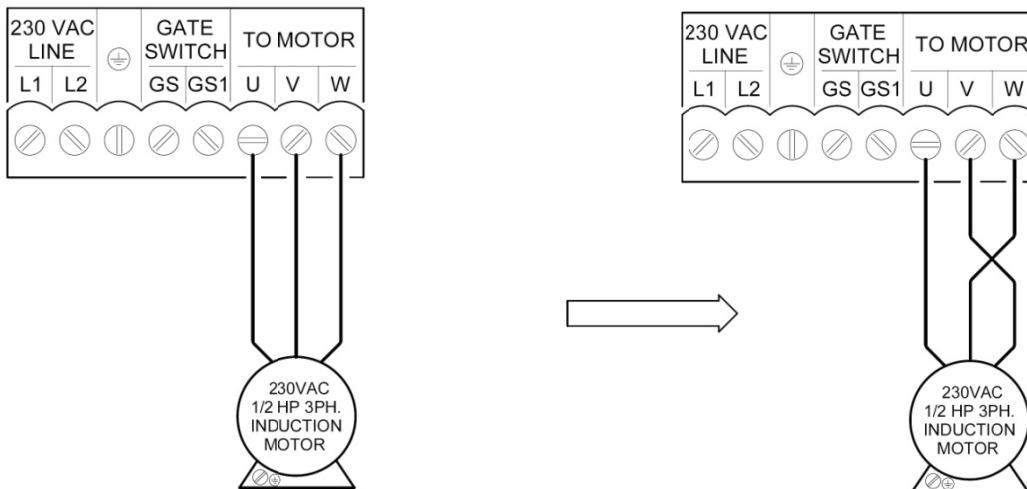 230 VAC
LINE
GATE
SWITCH
TO MOTOR
L1 L2 GS GS1 U V W
230VAC
1/2 HP 3PH.
INDUCTION
MOTOR
230 VAC
LINE
GATE
SWITCH
TO MOTOR
L1 L2 GS GS1 U V W
230VAC
1/2 HP 3PH.
INDUCTION
MOTOR